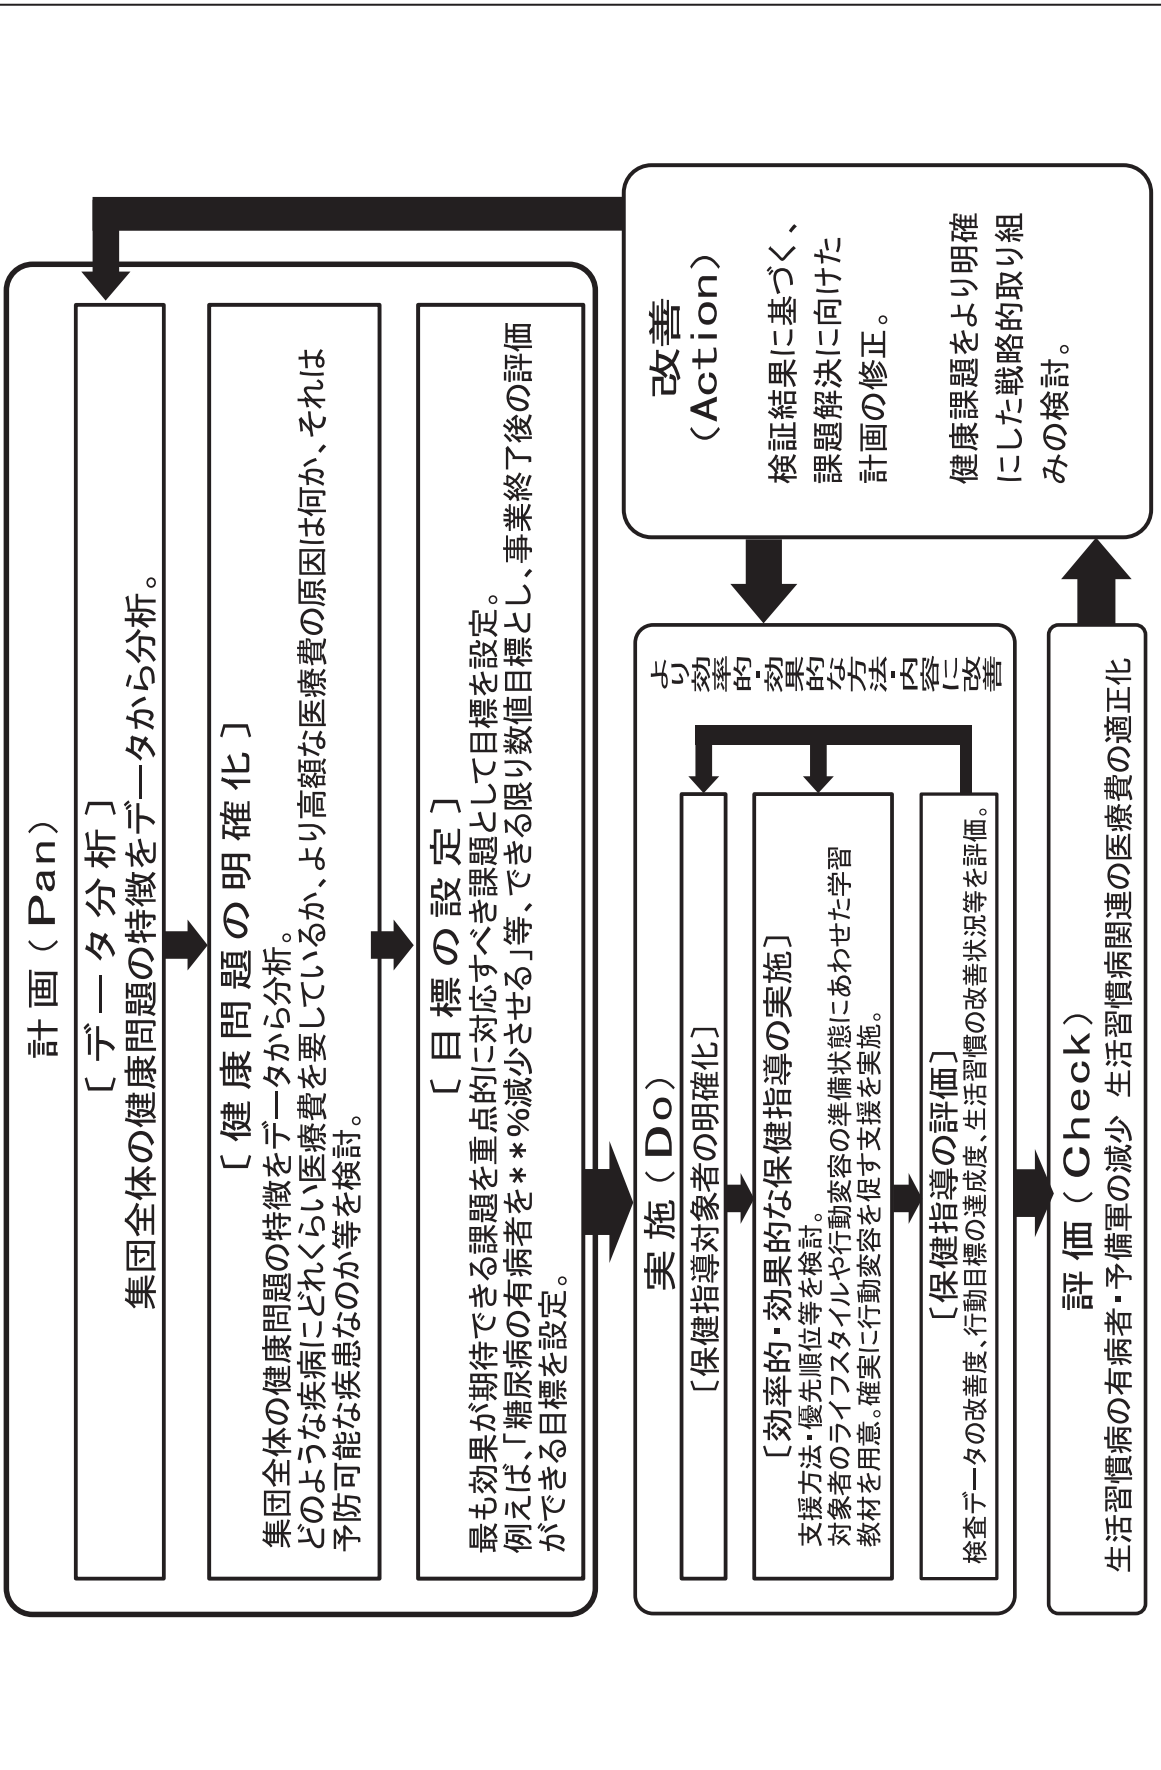 計画（Pan）
［データ分析］
集団全体の健康問題の特徴をデータから分析。
［健康問題の明確化］
集団全体の健康問題の特徴をデータから分析。
どのような疾病にどれくらい医療費を要しているか、より高額な医療費の原因は何か、それは
予防可能な疾患なのか等を検討。
［目標の設定］
最も効果が期待できる課題を重点的に対応すべき課題として目標を設定。
例えば、「糖尿病の有病者を＊＊％減少させる」等、できる限り数値目標とし、事業終了後の評価
ができる目標を設定。
実施（Do）
［保健指導対象者の明確化］
［効率的・効果的な保健指導の実施］
支援方法・優先順位等を検討。
対象者のライフスタイルや行動変容の準備状態にあわせた学習
教材を用意。確実に行動変容を促す支援を実施。
［保健指導の評価］
検査データの改善度、行動目標の達成度、生活習慣の改善状況等を評価。
より効率的・効果的な方法・内容に改善
評価（Check）
生活習慣病の有病者・予備軍の減少　生活習慣病関連の医療費の適正化
改善
（Action）
検証結果に基づく、
課題解決に向けた
計画の修正。
健康課題をより明確
にした戦略的取り組
みの検討。